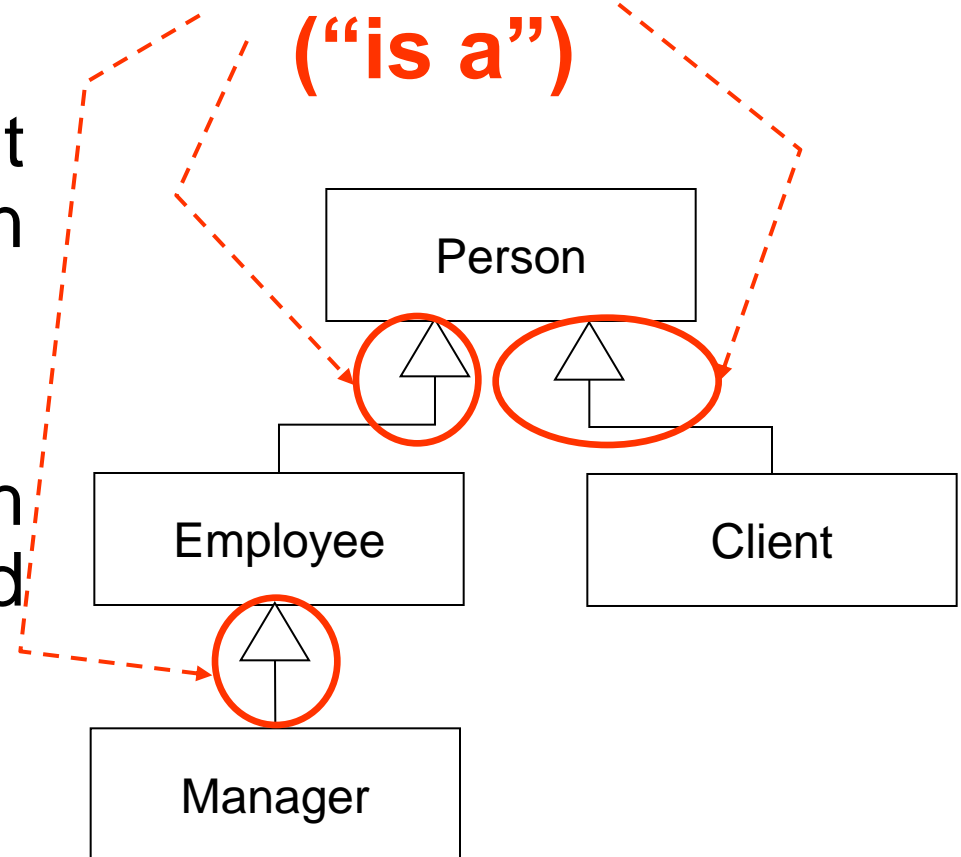 (“is a”)
t
n
Person
n
d
Employee
Client
Manager